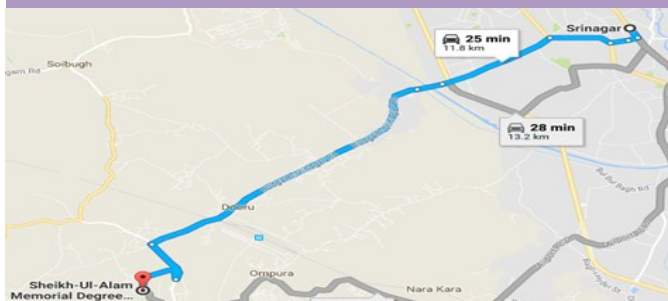 25 min
11.8 km
Srinagar
Soibugh
28 min
13.2 km
Dooru
Sheikh-Ul-Alam
Memorial Degree...
Ompura
Nara Kara